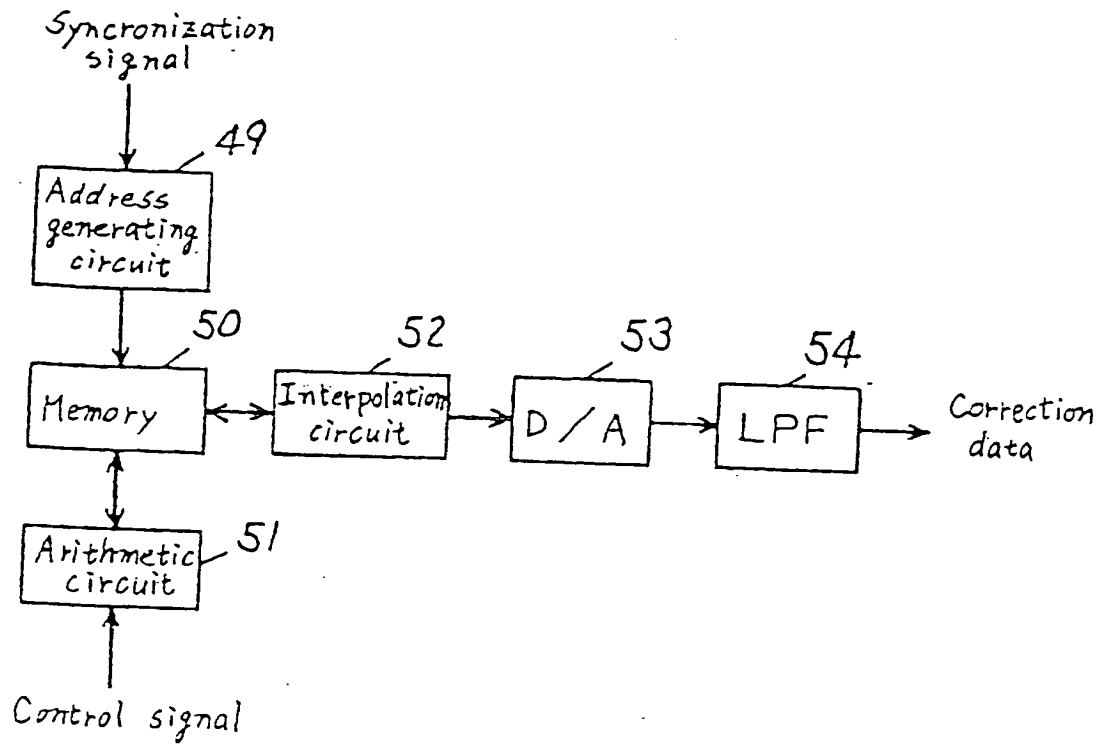 Syncronization
signal
49
Address
generating
circuit
50
52
53
54
Memory
Interpolation
circuit
D/A
LPF
Correction
data
51
Arithmetic
circuit
Control signal